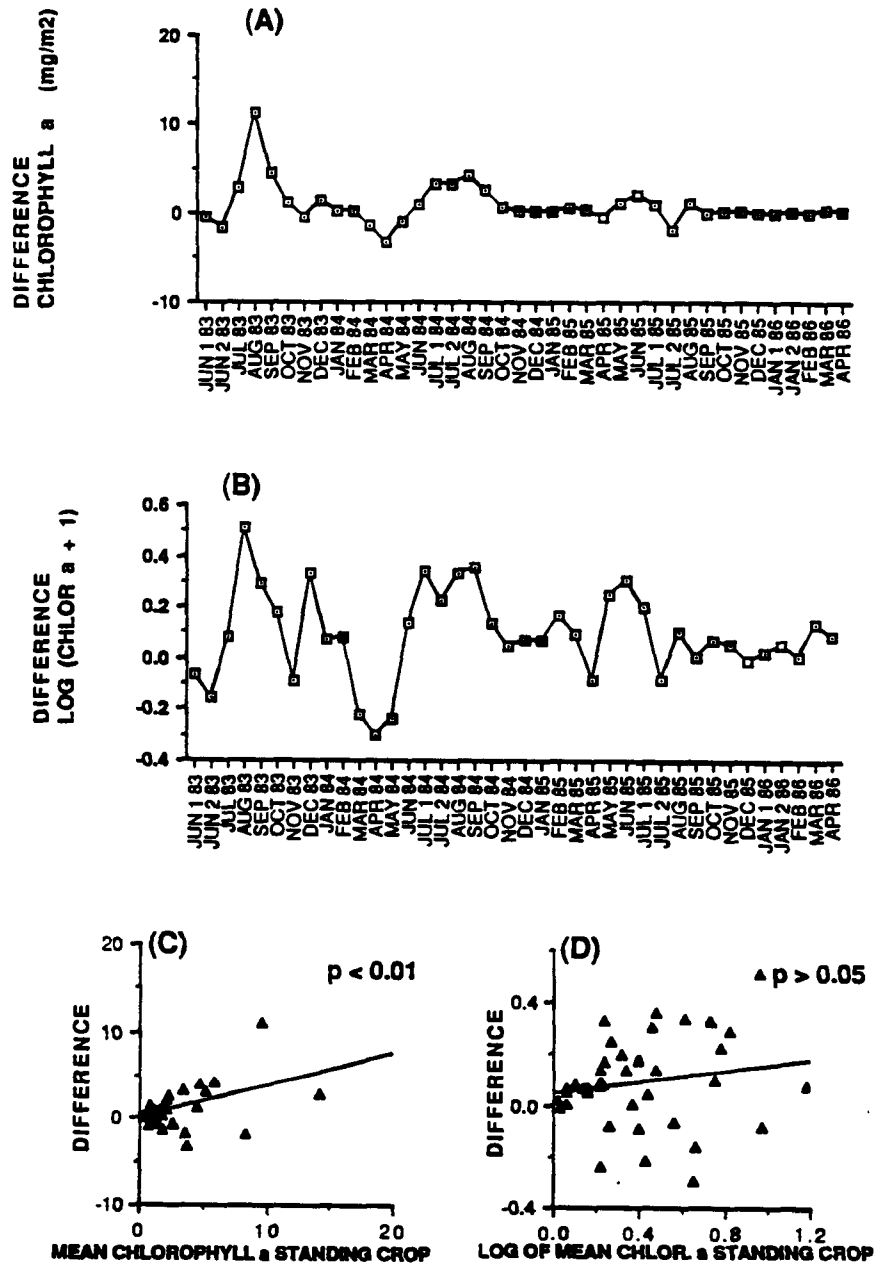 (A)
DIFFERENCE
CHLOROPHYLL a (mg/m2)
20
10
0
-10
JUN 1 83
JUN 2 83
JUL 83
AUG 83
SEP 83
OCT 83
NOV 83
DEC 83
JAN 84
FEB 84
MAR 84
APR 84
MAY 84
JUN 84
JUL 1 84
JUL 2 84
AUG 84
SEP 84
OCT 84
NOV 84
DEC 84
JAN 85
FEB 85
MAR 85
APR 85
MAY 85
JUN 85
JUL 1 85
JUL 2 85
AUG 85
SEP 85
OCT 85
NOV 85
DEC 85
JAN 1 86
JAN 2 86
FEB 86
MAR 86
APR 86
(B)
DIFFERENCE
LOG (CHLOR a + 1)
0.6
0.4
0.2
0.0
-0.2
-0.4
JUN 1 83
JUN 2 83
JUL 83
AUG 83
SEP 83
OCT 83
NOV 83
DEC 83
JAN 84
FEB 84
MAR 84
APR 84
MAY 84
JUN 84
JUL 1 84
JUL 2 84
AUG 84
SEP 84
OCT 84
NOV 84
DEC 84
JAN 85
FEB 85
MAR 85
APR 85
MAY 85
JUN 85
JUL 1 85
JUL 2 85
AUG 85
SEP 85
OCT 85
NOV 85
DEC 85
JAN 1 86
JAN 2 86
FEB 86
MAR 86
APR 86
(C)
p < 0.01
DIFFERENCE
20
10
0
-10
0 10 20
MEAN CHLOROPHYLL a STANDING CROP
(D)
p > 0.05
DIFFERENCE
0.4
0.0
-0.4
0.0 0.4 0.8 1.2
LOG OF MEAN CHLOR. a STANDING CROP